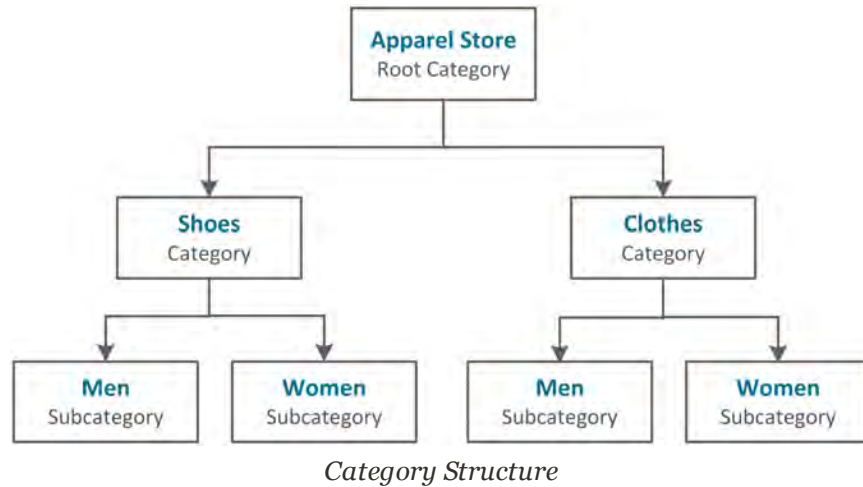 Apparel Store
Root Category
Shoes
Category
Clothes
Category
Men
Subcategory
Women
Subcategory
Men
Subcategory
Women
Subcategory
Category Structure